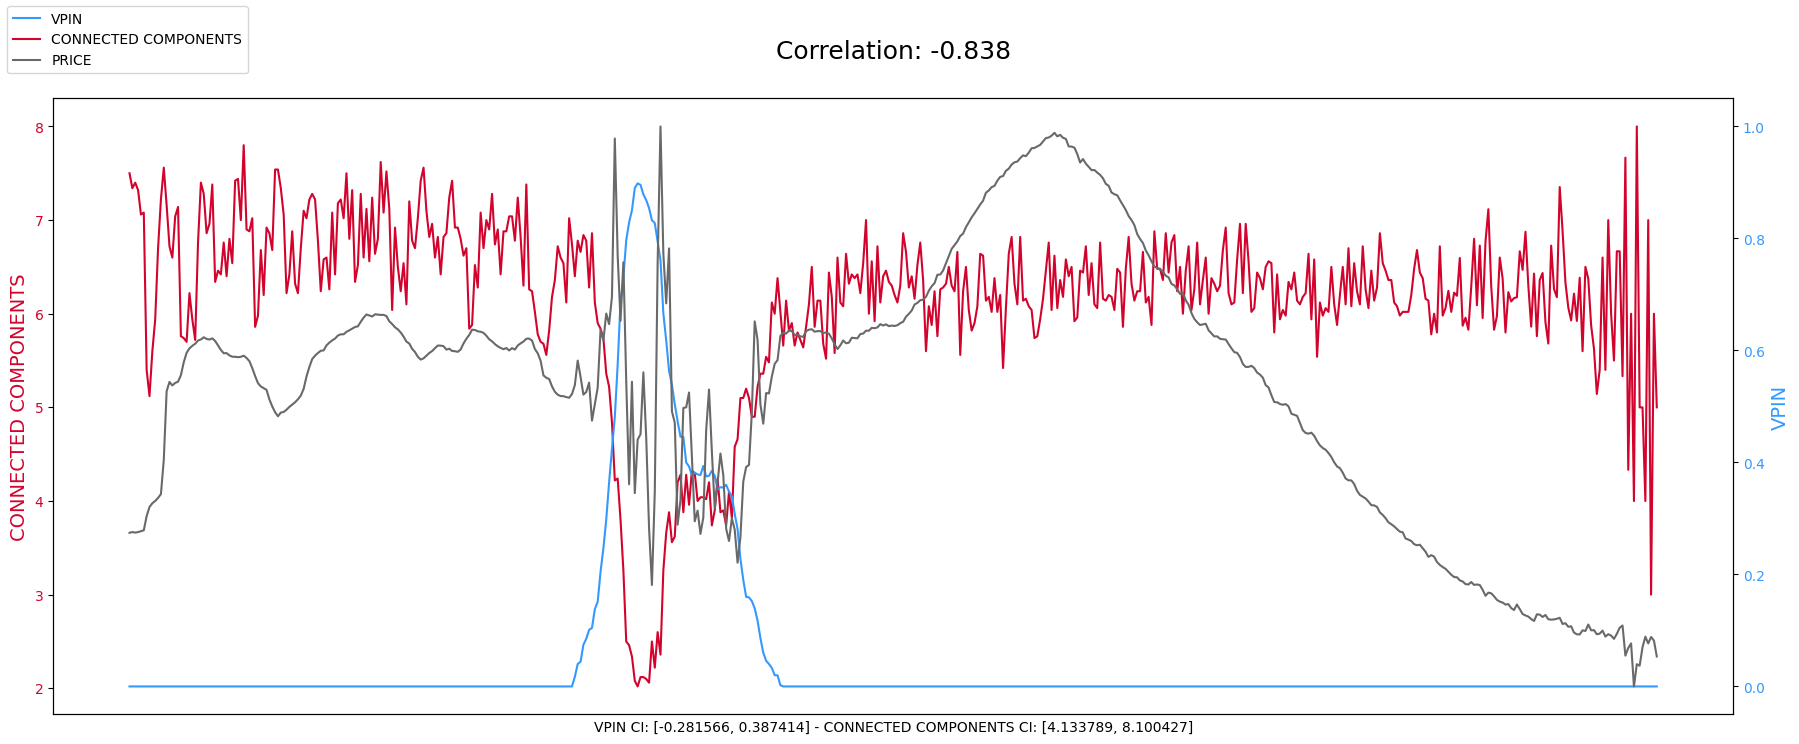 VPIN
CONNECTED COMPONENTS
PRICE
Correlation: -0.838
CONNECTED COMPONENTS
8
7
6
5
4
3
2
1.0
0.8
0.6
0.4
0.2
0.0
VPIN
VPIN CI: [-0.281566, 0.387414] - CONNECTED COMPONENTS CI: [4.133789, 8.100427]